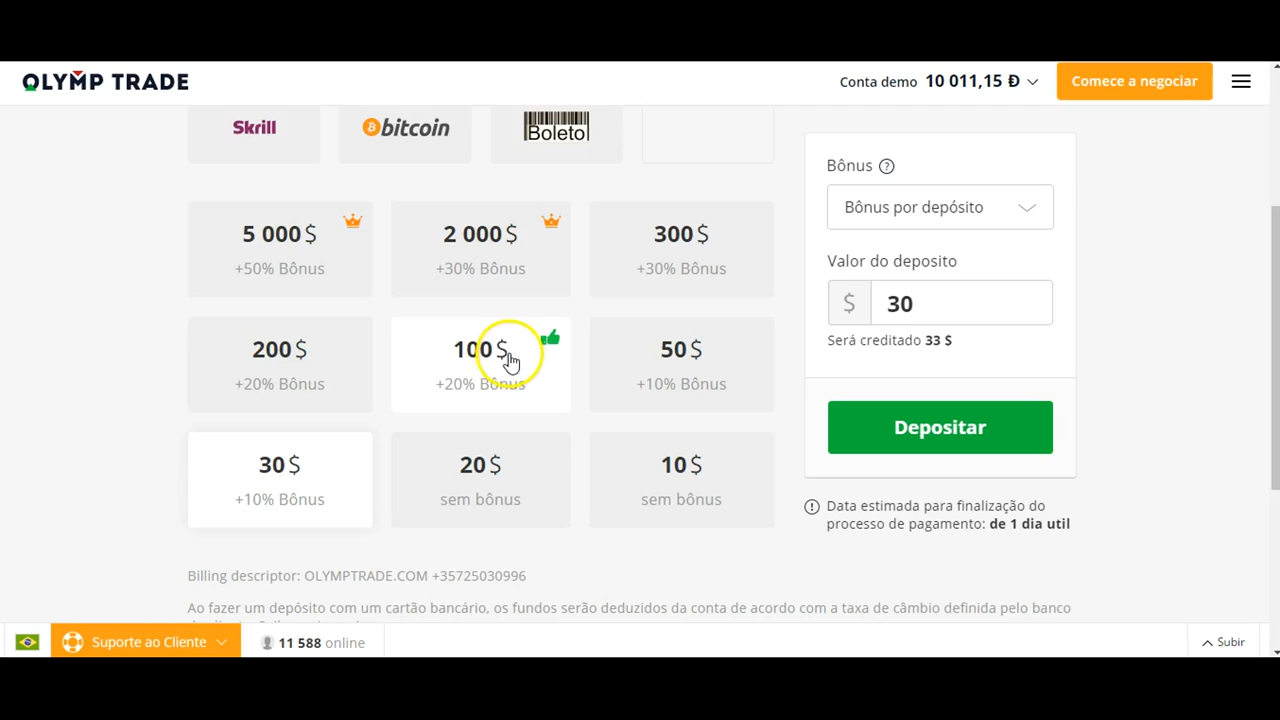 OLYMP TRADE
Conta demo 10 011,15 Đ
Comece a negociar
Skrill
bitcoin
Boleto
5 000 $
+50% Bônus
2 000 $
+30% Bônus
300 $
+30% Bônus
200 $
+20% Bônus
100 $
+20% Bônus
50 $
+10% Bônus
30 $
+10% Bônus
20 $
sem bônus
10 $
sem bônus
Bônus ?
Bônus por depósito
Valor do deposito
$ 30
Será creditado 33 $
Depositar
Data estimada para finalização do
processo de pagamento: de 1 dia util
Billing descriptor: OLYMPTRADE.COM +35725030996
Ao fazer um depósito com um cartão bancário, os fundos serão deduzidos da conta de acordo com a taxa de câmbio definida pelo banco
Suporte ao Cliente
11 588 online
Subir